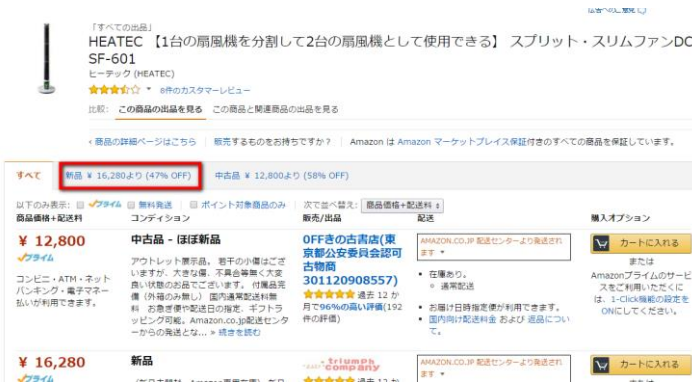 広告へのご意見
「すべての出品」
HEATEC 【1台の扇風機を分割して2台の扇風機として使用できる】 スプリット・スリムファンDC
SF-601
ヒーテック (HEATEC)
8件のカスタマーレビュー
比較: この商品の出品を見る この商品と関連商品の出品を見る
‹ 商品の詳細ページはこちら | 販売するものをお持ちですか? | Amazon は Amazon マーケットプレイス保証付きのすべての商品を保証しています。
すべて 新品 ¥ 16,280より (47% OFF) 中古品 ¥ 12,800より (58% OFF)
以下のみ表示: プライム 無料発送 ポイント対象商品のみ 次で並べ替え: 商品価格+配送料
商品価格+配送料 コンディション 販売/出品 配送 購入オプション
¥ 12,800
プライム
コンビニ・ATM・ネット
バンキング・電子マネー
払いが利用できます。
中古品 - ほぼ新品
アウトレット展示品。 若干の小傷はござ
いますが、大きな傷、不具合等無く大変
良い状態のお品でございます。 付属品完
備（外箱のみ無し） 国内通常配送料無
料 お急ぎ便や配送日の指定、ギフトラ
ッピング可能。Amazon.co.jp配送センタ
ーからの発送とな... » 続きを読む
OFFきの古書店(東
京都公安委員会認可
古物商
301120908557)
過去 12 か
月で96%の高い評価(192
件の評価)
AMAZON.CO.JP 配送センターより発送され
ます
• 在庫あり。
通常配送
• お届け日時指定便が利用できます。
• 国内向け配送料金 および 返品につい
て。
カートに入れる
または
Amazonプライムのサービ
スをご利用いただくに
は、1-Click機能の設定を
ONにしてください。
¥ 16,280
プライム
新品
triumph
company
過去 12 か
AMAZON.CO.JP 配送センターより発送され
ます
カートに入れる